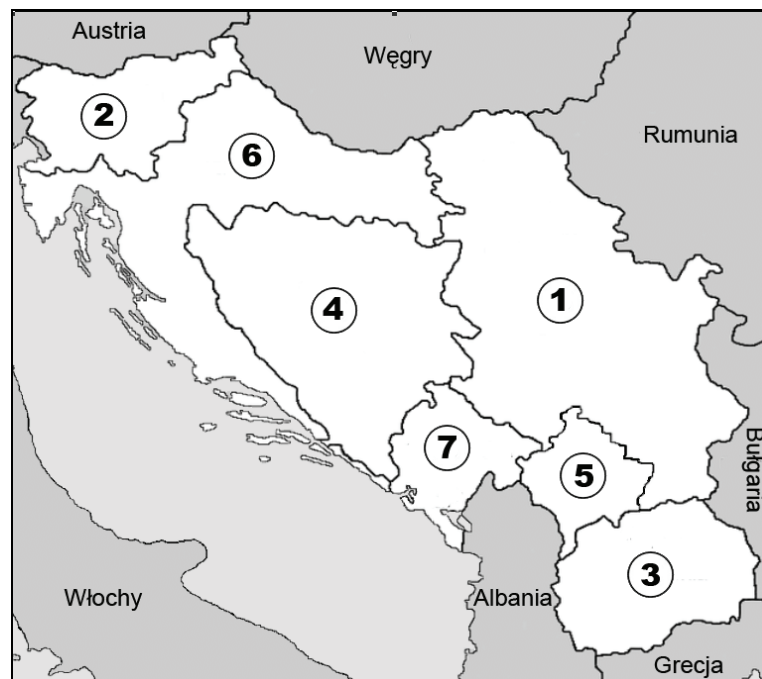 Austria
Węgry
2
6
Rumunia
4
1
7
5
Bułgaria
3
Włochy
Albania
Grecja